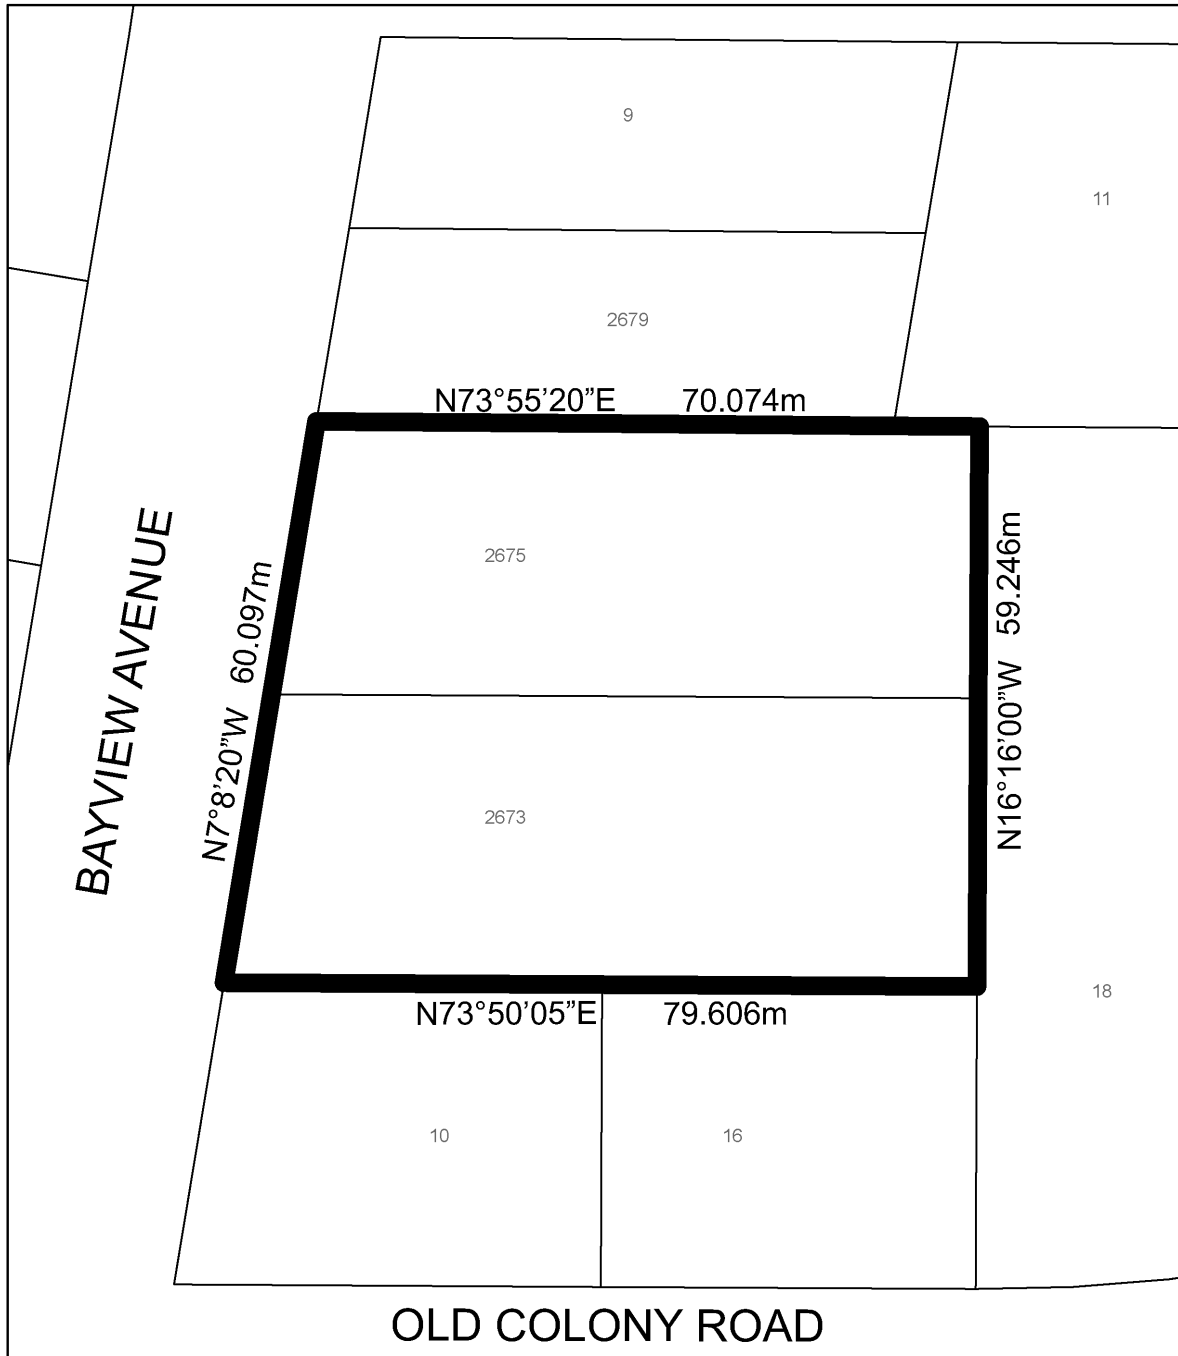 9
11
2679
N73°55’20”E 70.074m
2675
BAYVIEW AVENUE
N7°8’20”W 60.097m
N16°16’00”W 59.246m
2673
18
N73°50’05”E 79.606m
10
16
OLD COLONY ROAD